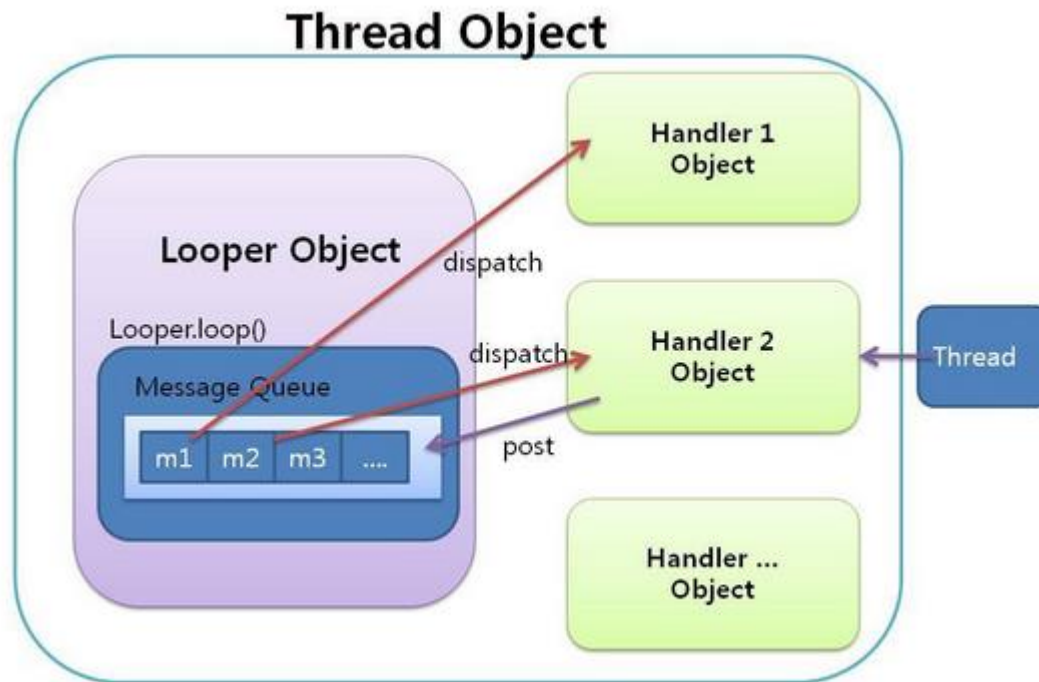 Thread Object
Handler 1
Object
Looper Object
dispatch
Looper.loop()
Handler 2
Object
dispatch
Thread
Message Queue
m1 m2 m3 ....
post
Handler ...
Object